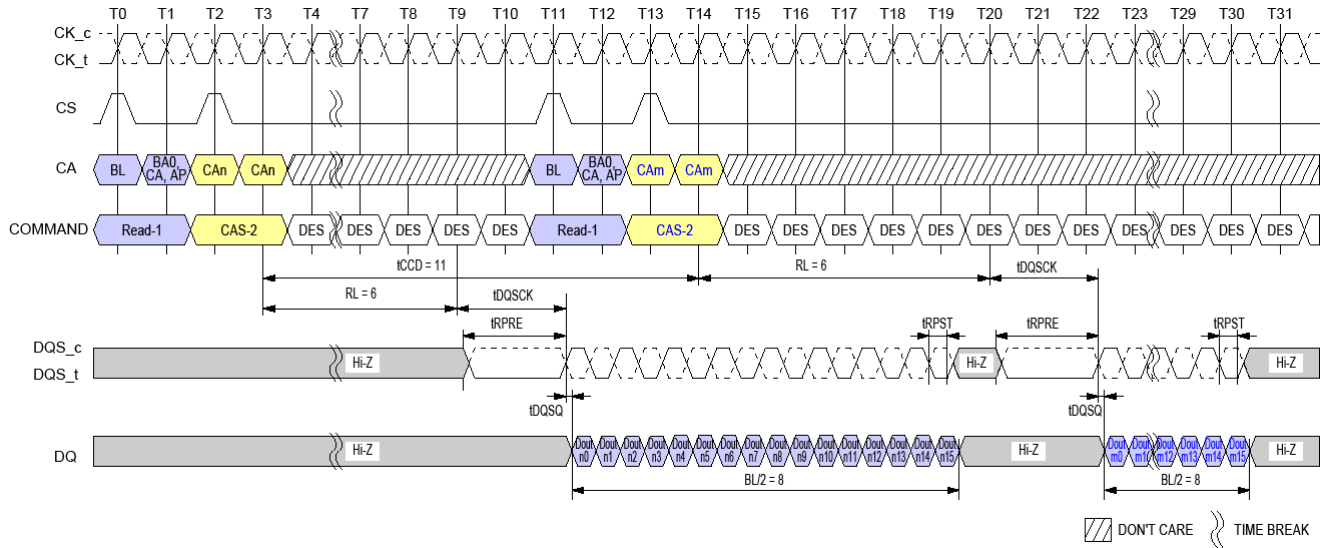 T0 T1 T2 T3 T4 T7 T8 T9 T10 T11 T12 T13 T14 T15 T16 T17 T18 T19 T20 T21 T22 T23 T29 T30 T31
CK_c
CK_t
CS
CA BL BA0, CA, AP CAn CAn BL BA0, CA, AP CAm CAm
COMMAND Read-1 CAS-2 DES DES DES DES DES Read-1 CAS-2 DES DES DES DES DES DES DES DES DES DES DES DES
tCCD = 11 RL = 6 tDQSCK
RL = 6 tDQSCK
tRPRE tRPST tRPRE tRPST
DQS_c
DQS_t
Hi-Z Hi-Z Hi-Z
tDQSQ tDQSQ
DQ Hi-Z Dout n0 Dout n1 Dout n2 Dout n3 Dout n4 Dout n5 Dout n6 Dout n7 Dout n8 Dout n9 Dout n10 Dout n11 Dout n12 Dout n13 Dout n14 Dout n15 Hi-Z Dout m0 Dout Dout m12 Dout m13 Dout m14 Dout m15 Hi-Z
BL/2 = 8 BL/2 = 8
DON'T CARE TIME BREAK